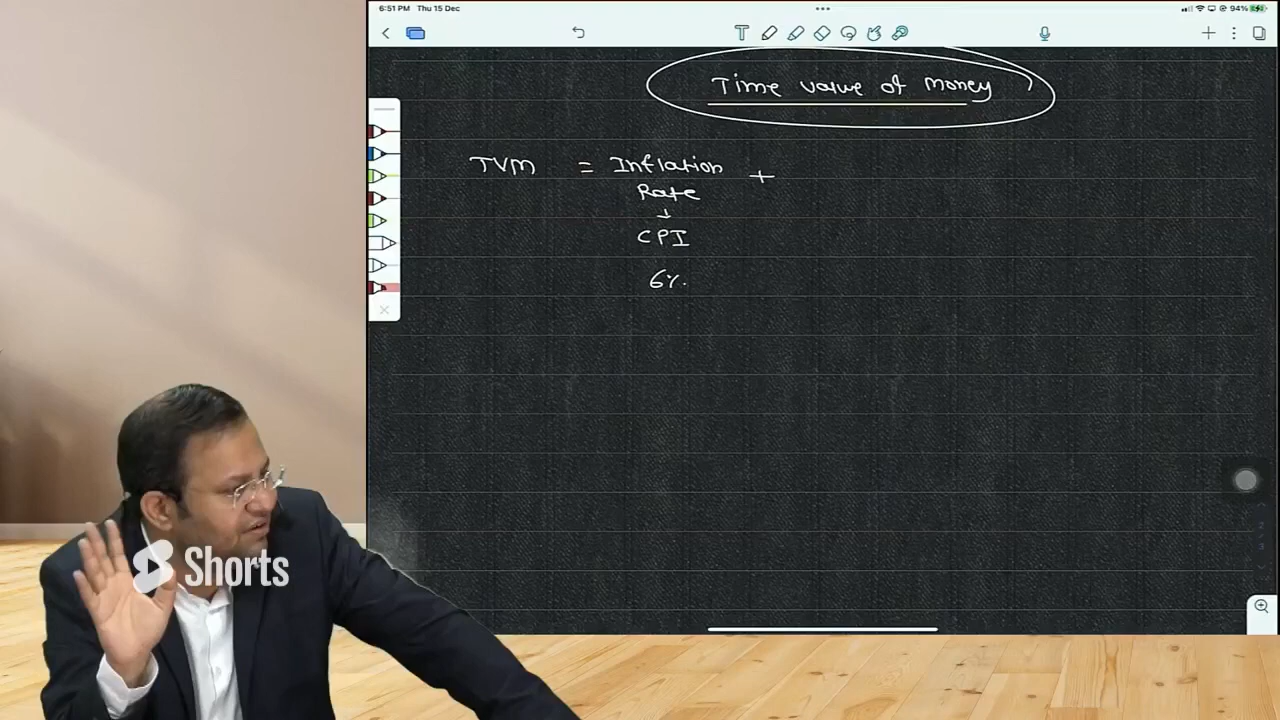 6:51 PM Thu 15 Dec
94%
Time value of money
TVM = Inflation +
Rate
↓
CPI
6%.
Shorts